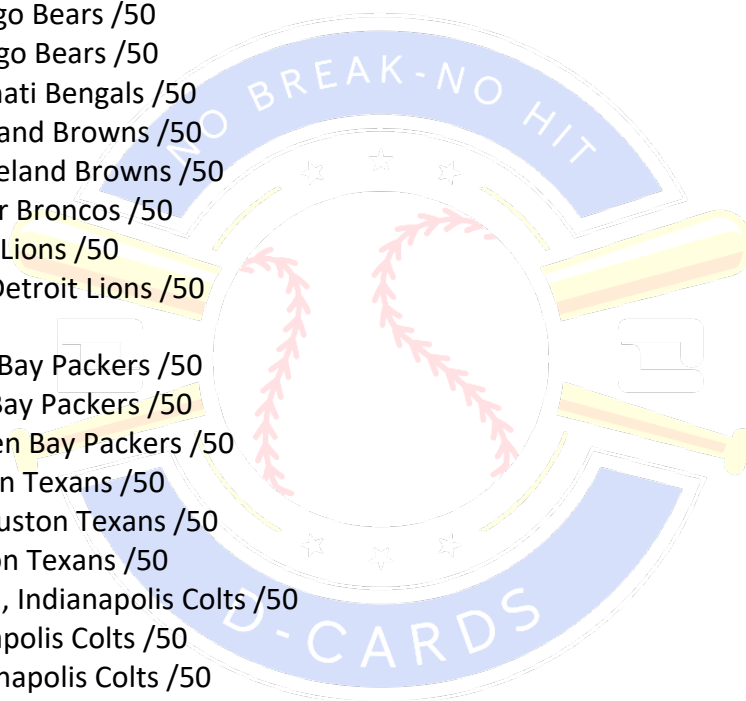 go Bears /50
go Bears /50
nati Bengals /50
and Browns /50
eland Browns /50
r Broncos /50
Lions /50
Detroit Lions /50
Bay Packers /50
Bay Packers /50
en Bay Packers /50
n Texans /50
uston Texans /50
on Texans /50
, Indianapolis Colts /50
apolis Colts /50
napolis Colts /50
NO BREAK-NO HIT
D-CARDS